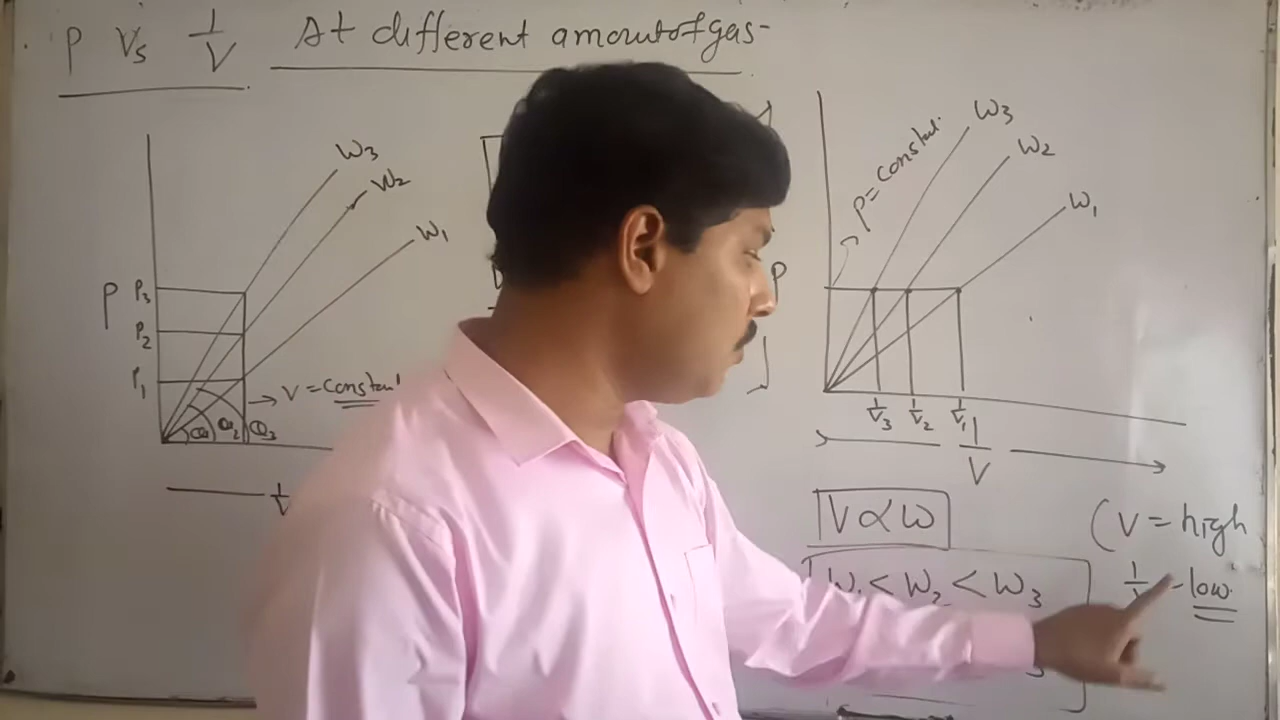 P Vs 1/V At different amount of gas-
W3
W2
W1
P
P3
P2
P1
→ V = Constant
θ2 θ3
1
P = Constant
W3
W2
W1
P
1/V3 1/V2 1/V1
1/V
V ∝ W
W1 < W2 < W3
(V = high
low